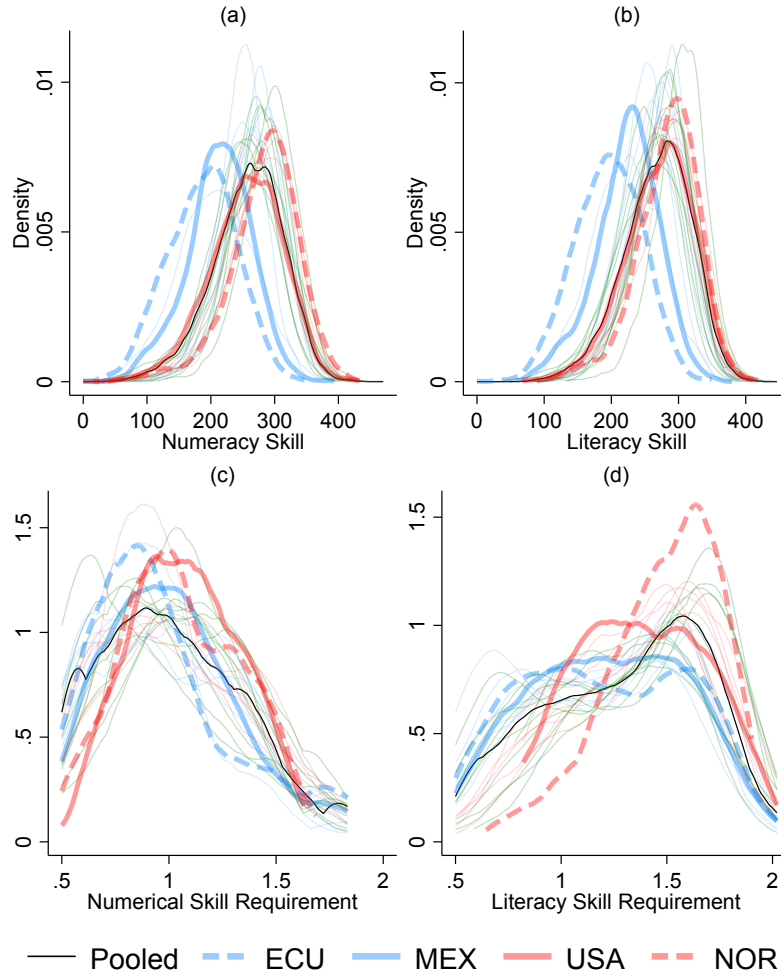 (a)
(b)
Density
.01
.005
0
0 100 200 300 400
Numeracy Skill
Density
.01
.005
0
0 100 200 300 400
Literacy Skill
(c)
(d)
1.5
1
.5
0
.5 1 1.5 2
Numerical Skill Requirement
1.5
1
.5
0
.5 1 1.5 2
Literacy Skill Requirement
Pooled ECU MEX USA NOR